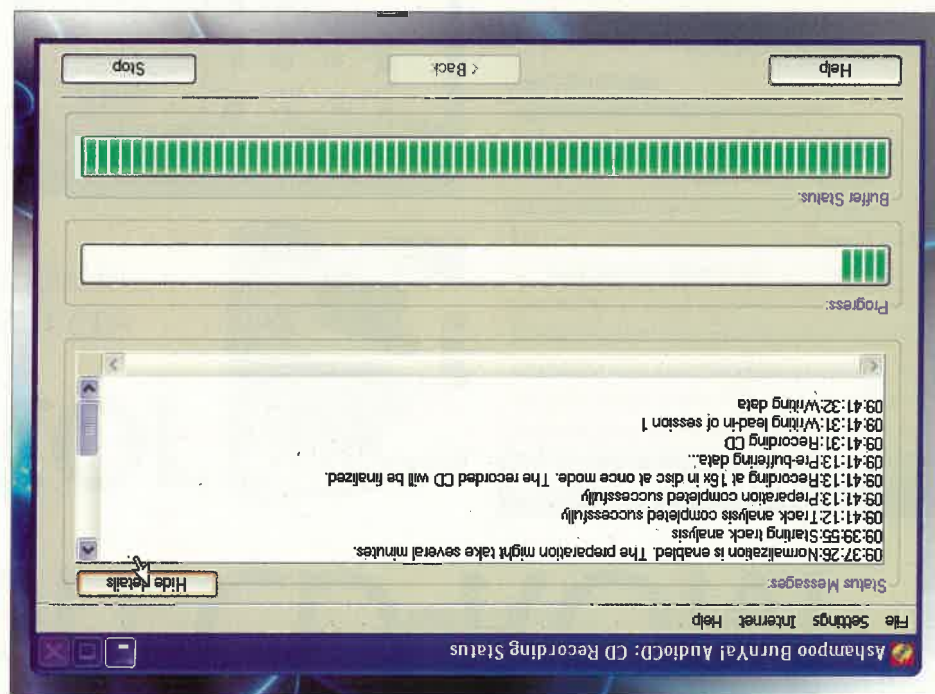 Ashampoo BurnYa! AudioCD: CD Recording Status
File Settings Internet Help
Status Messages:
Hide details
09:37:26:Normalization is enabled. The preparation might take several minutes.
09:39:55:Starting track analysis
09:41:12:Track analysis completed successfully
09:41:13:Preparation completed successfully
09:41:13:Recording at 16x in disc at once mode. The recorded CD will be finalized.
09:41:13:Pre-buffering data...
09:41:31:Recording CD
09:41:31:Writing lead-in of session 1
09:41:32:Writing data
Progress:
Buffer Status:
Help
< Back
Stop